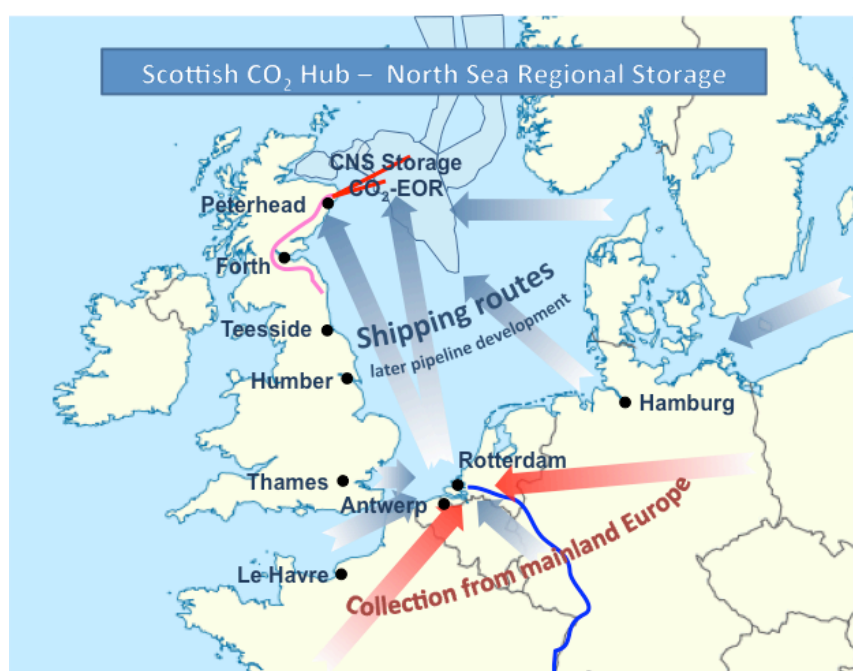 Scottish CO₂ Hub – North Sea Regional Storage
CNS Storage
CO₂-EOR
Peterhead
Forth
Shipping routes
later pipeline development
Teesside
Humber
Hamburg
Rotterdam
Thames
Antwerp
Collection from mainland Europe
Le Havre